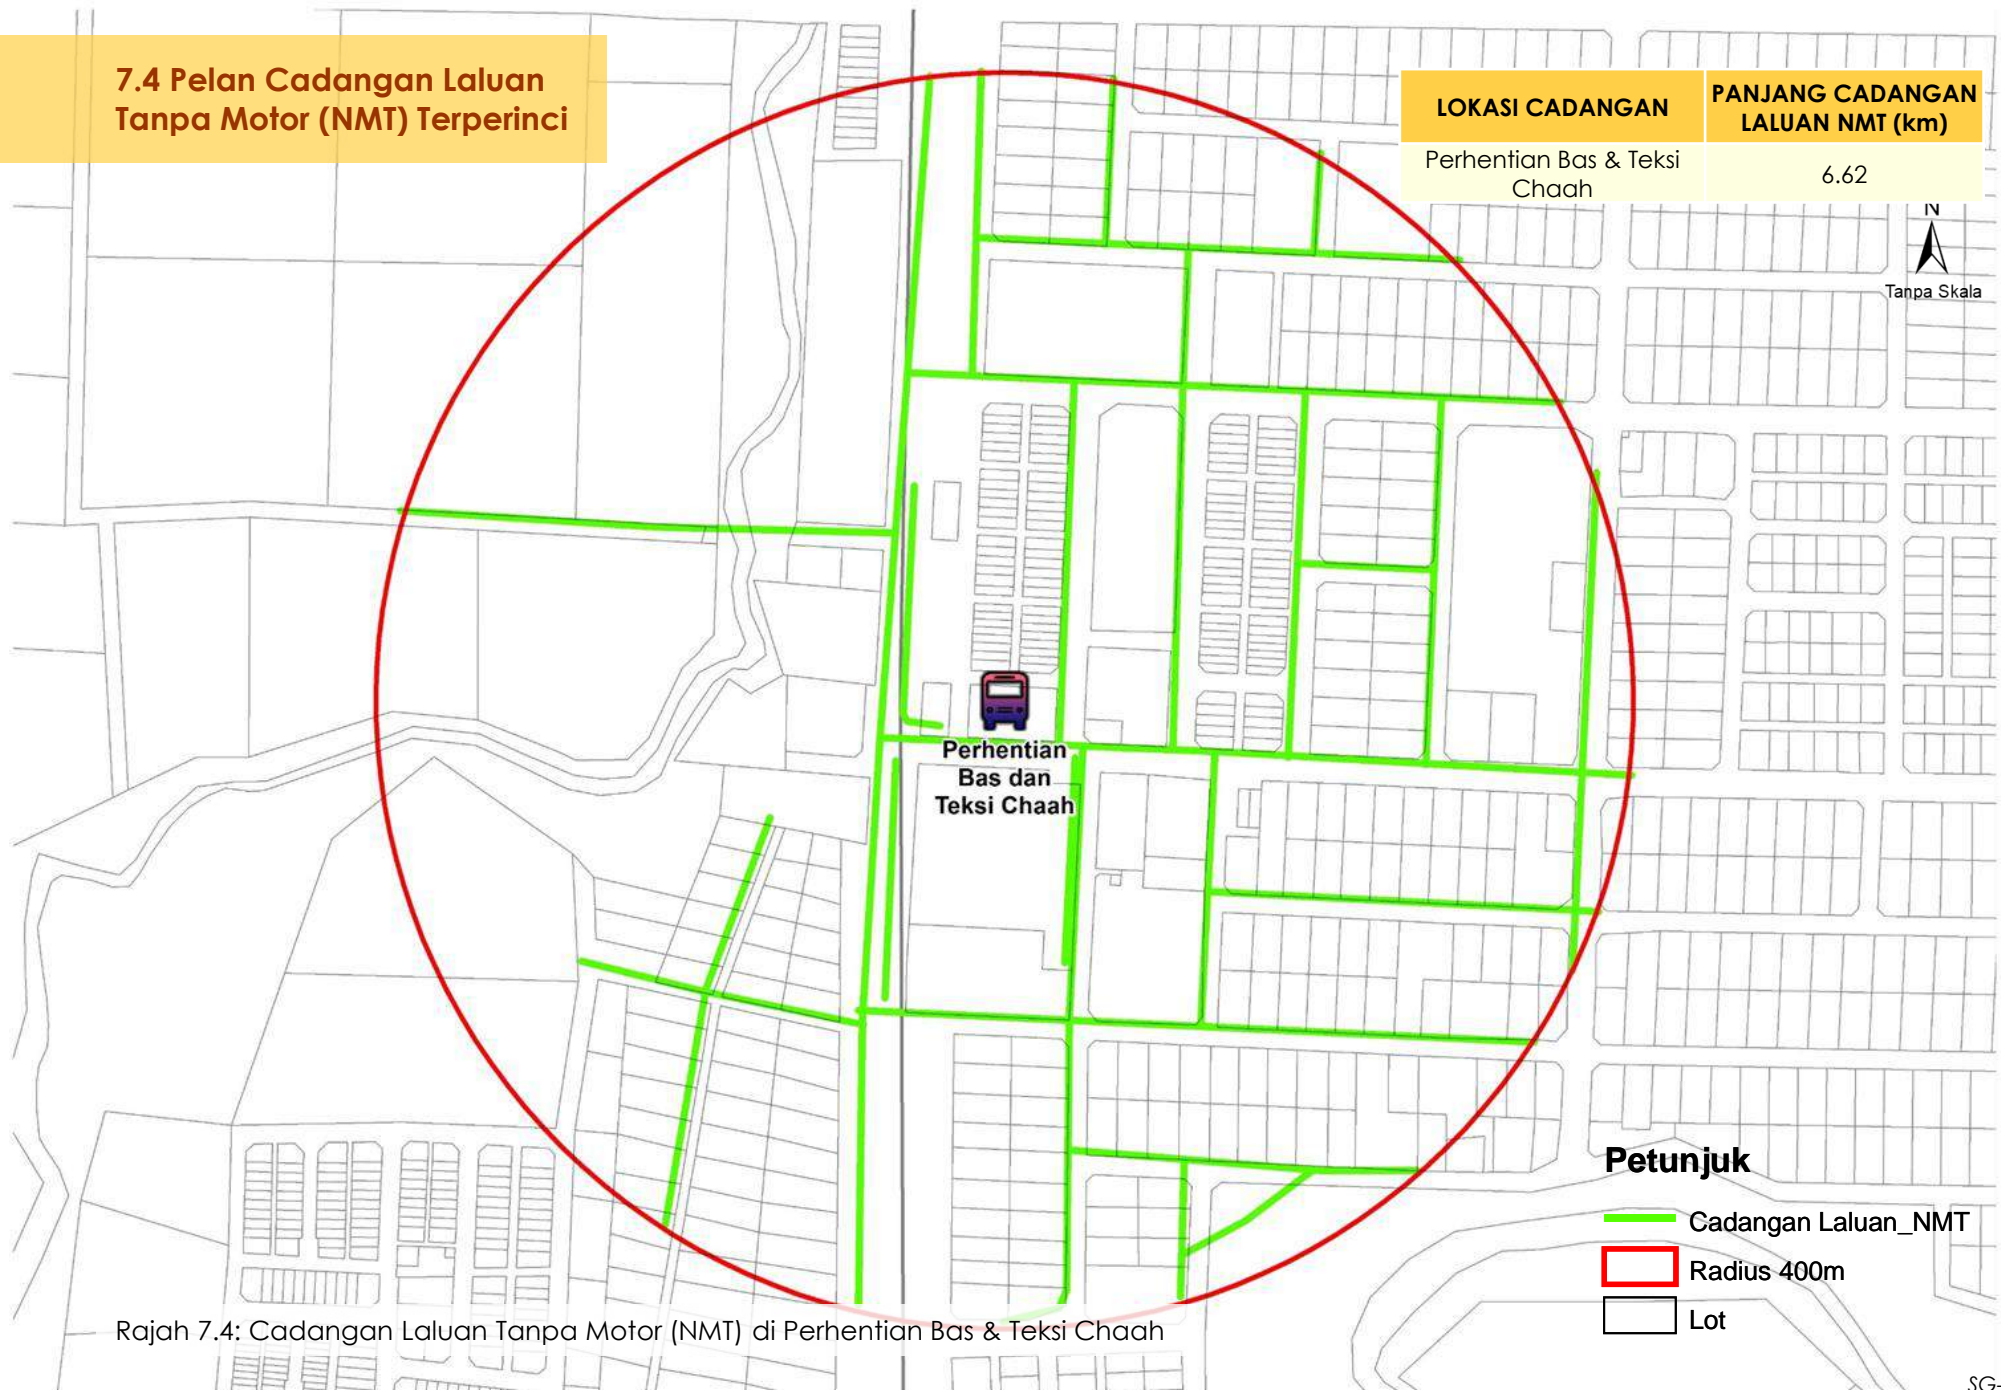 7.4 Pelan Cadangan Laluan
Tanpa Motor (NMT) Terperinci
LOKASI CADANGAN
PANJANG CADANGAN
LALUAN NMT (km)
Perhentian Bas & Teksi
Chaah
6.62
N
Tanpa Skala
Perhentian
Bas dan
Teksi Chaah
Petunjuk
Cadangan Laluan_NMT
Radius 400m
Lot
Rajah 7.4: Cadangan Laluan Tanpa Motor (NMT) di Perhentian Bas & Teksi Chaah
SG-